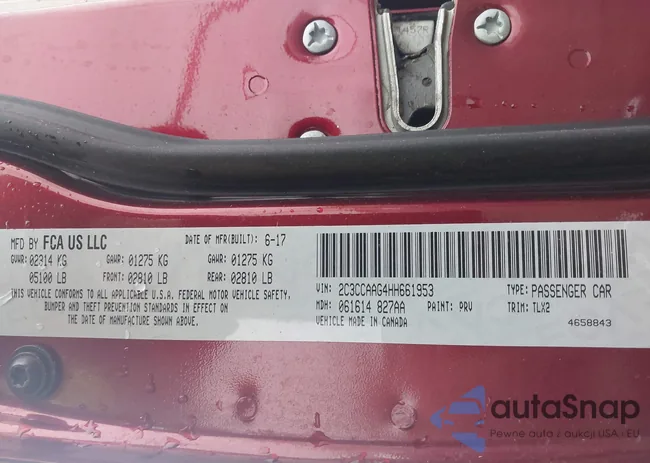 4575
MFD BY FCA US LLC DATE OF MFR(BUILT): 6-17
GVWR: 02314 KG GAWR: 01275 KG GAWR: 01275 KG
05100 LB FRONT: 02810 LB REAR: 02810 LB
THIS VEHICLE CONFORMS TO ALL APPLICABLE U.S.A. FEDERAL MOTOR VEHICLE SAFETY,
BUMPER AND THEFT PREVENTION STANDARDS IN EFFECT ON
THE DATE OF MANUFACTURE SHOWN ABOVE.
VIN: 2C3CCAAG4HH661953 TYPE: PASSENGER CAR
MDH: 061614 827AA PAINT: PRV TRIM: TLX2
VEHICLE MADE IN CANADA 4658843
autaSnap
Pewne auta z aukcji USA i EU